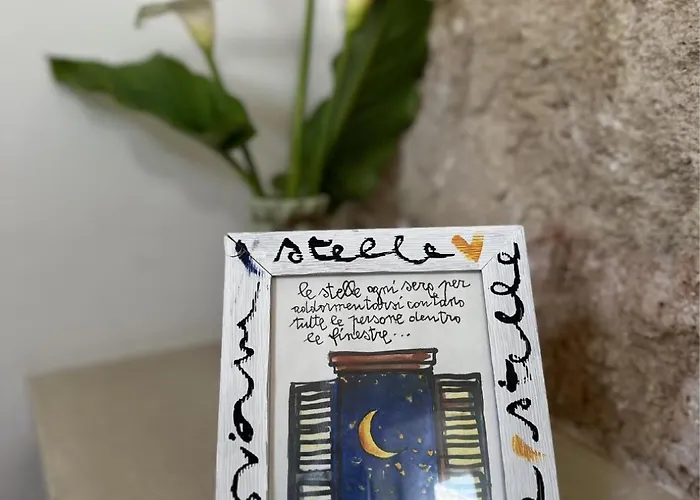 stelle
le stelle ogni sera per
addormentarsi contano
tutte le persone dentro
le finestre...
stelle